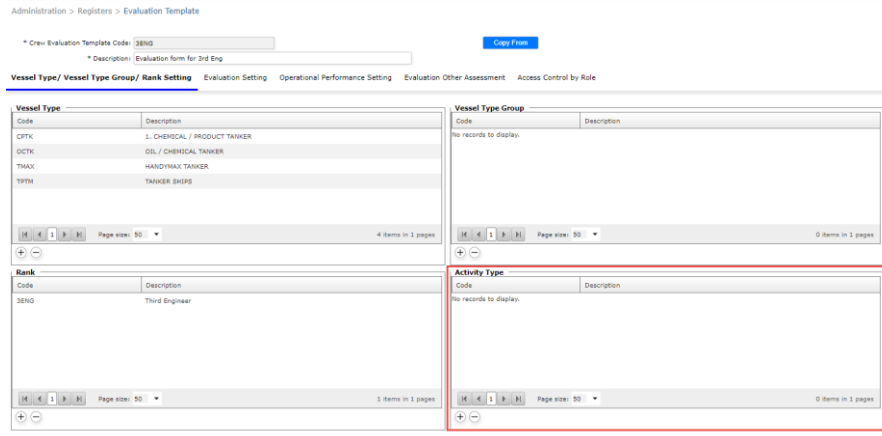 Administration > Registers > Evaluation Template
* Crew Evaluation Template Code: 3ENG
Copy From
* Description: Evaluation form for 3rd Eng
Vessel Type/ Vessel Type Group/ Rank Setting Evaluation Setting Operational Performance Setting Evaluation Other Assessment Access Control by Role
Vessel Type
Code Description
CPTK 1. CHEMICAL / PRODUCT TANKER
OCTK OIL / CHEMICAL TANKER
TMAX HANDYMAX TANKER
TPTM TANKER SHIPS
1 Page size: 50 4 items in 1 pages
Vessel Type Group
Code Description
No records to display.
1 Page size: 50 0 items in 1 pages
Rank
Code Description
3ENG Third Engineer
1 Page size: 50 1 items in 1 pages
Activity Type
Code Description
No records to display.
1 Page size: 50 0 items in 1 pages